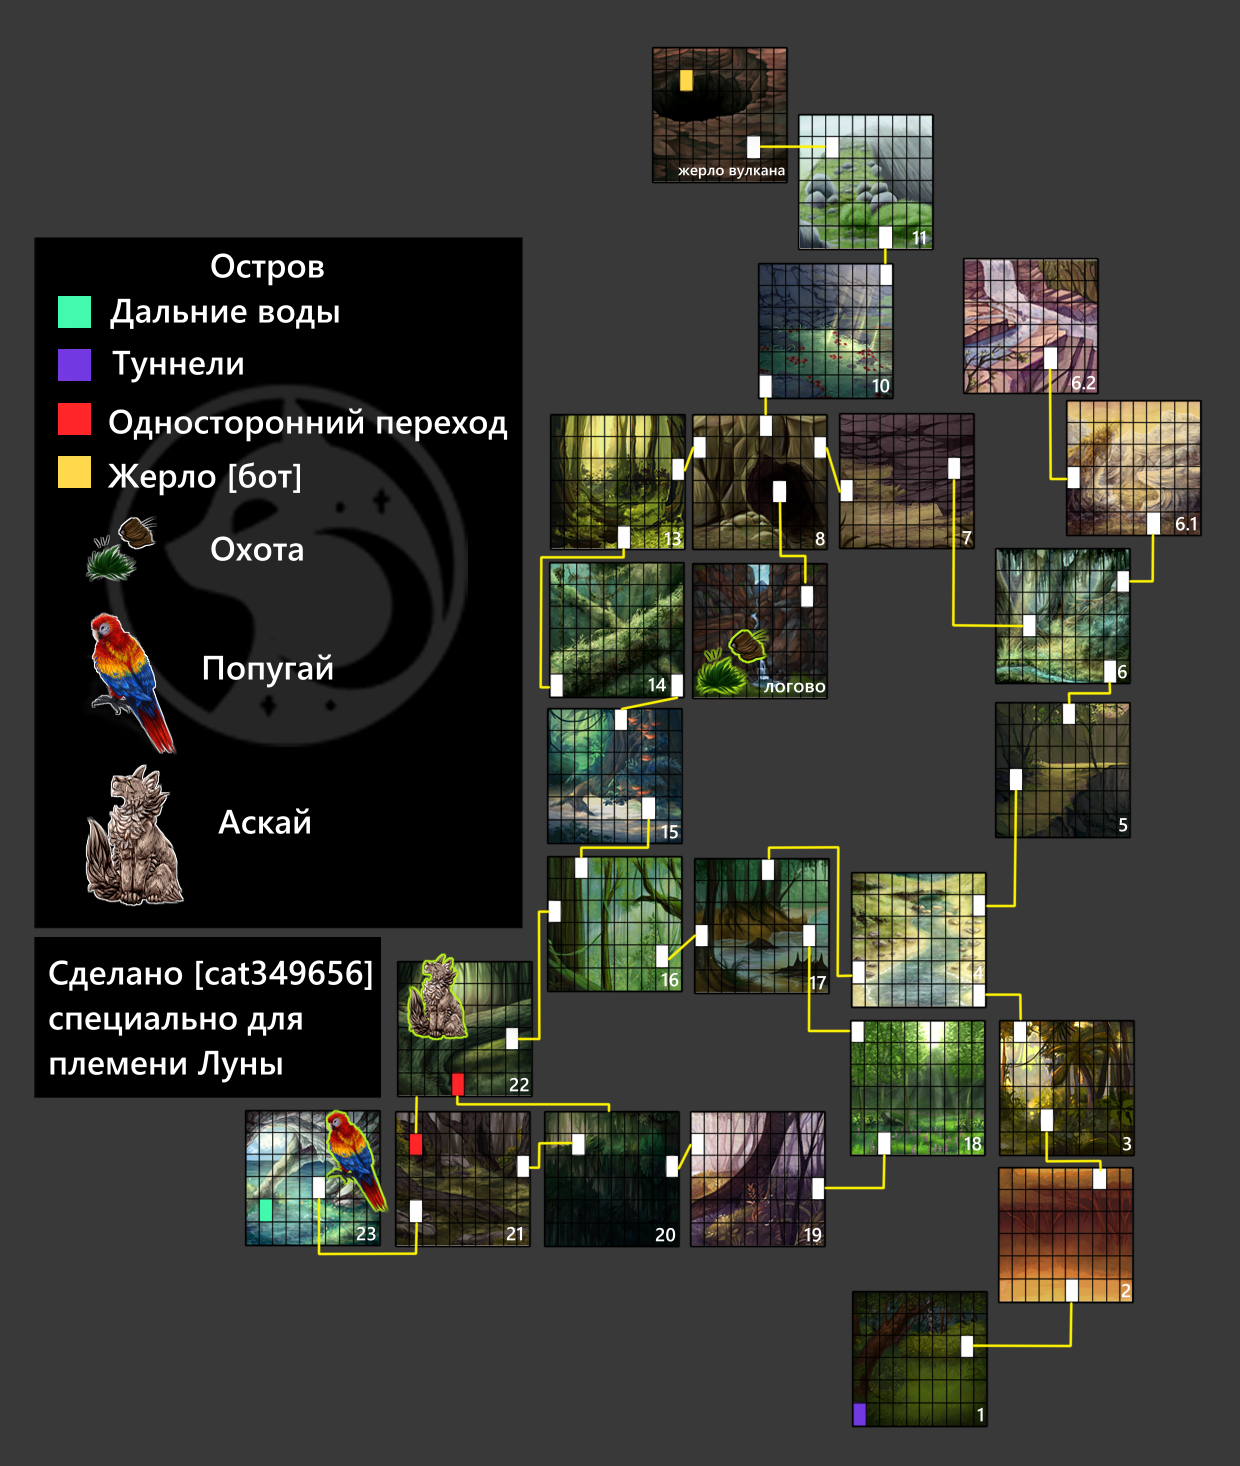 жерло вулкана
11
Остров
Дальние воды
Туннели
Односторонний переход
Жерло [бот]
Охота
Попугай
Аскай
10
6.2
13
8
7
6.1
14
логово
6
15
5
16
17
4
Сделано [cat349656]
специально для
племени Луны
22
18
3
23
21
20
19
2
1